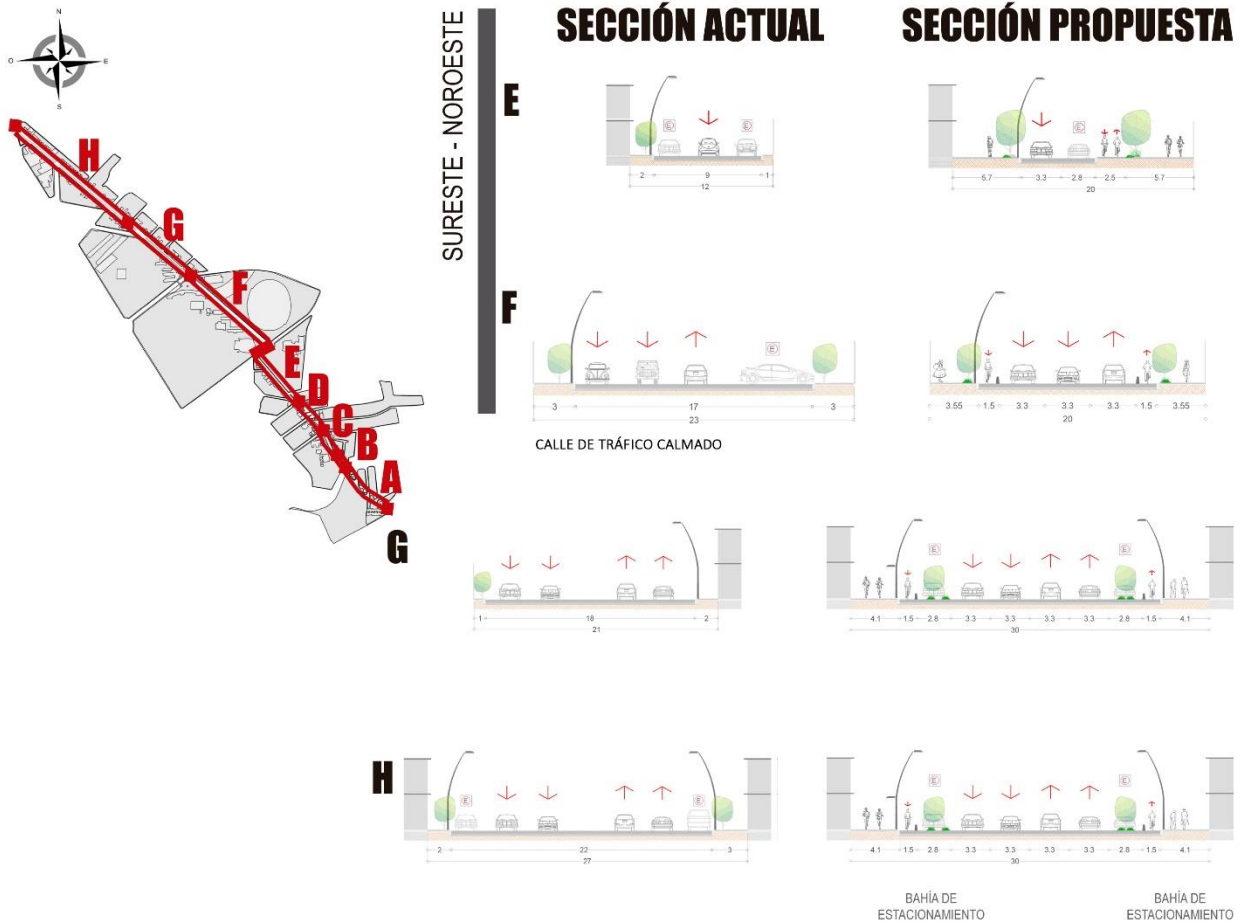 SECCIÓN ACTUAL
SECCIÓN PROPUESTA
N
O
E
S
SURESTE - NOROESTE
H
G
F
E
D
C
B
A
E
E
E
2
9
1
12
E
5.7
3.3
2.8
2.5
5.7
20
F
E
3
17
3
23
3.55
1.5
3.3
3.3
3.3
1.5
3.55
20
CALLE DE TRÁFICO CALMADO
G
1
18
2
21
E
E
4.1
1.5
2.8
3.3
3.3
3.3
3.3
2.8
1.5
4.1
30
H
E
E
2
22
3
27
E
E
4.1
1.5
2.8
3.3
3.3
3.3
3.3
2.8
1.5
4.1
30
BAHÍA DE
ESTACIONAMIENTO
BAHÍA DE
ESTACIONAMIENTO